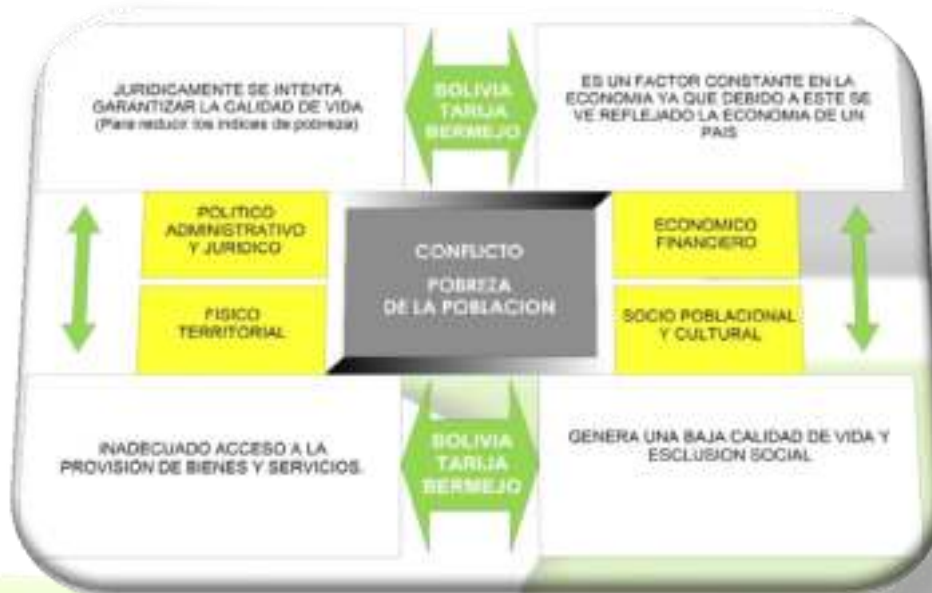 JURIDICAMENTE SE INTENTA
GARANTIZAR LA CALIDAD DE VIDA
(Para reducir los indices de pobreza)
BOLIVIA
TARIJA
BERMEJO
ES UN FACTOR CONSTANTE EN LA
ECONOMIA YA QUE DEBIDO A ESTE SE
VE REFLEJADO LA ECONOMIA DE UN
PAIS
POLITICO
ADMINISTRATIVO
Y JURIDICO
CONFLICTO
POBREZA
DE LA POBLACION
ECONOMICO
FINANCIERO
FISICO
TERRITORIAL
SOCIO POBLACIONAL
Y CULTURAL
INADECUADO ACCESO A LA
PROVISIÓN DE BIENES Y SERVICIOS.
BOLIVIA
TARIJA
BERMEJO
GENERA UNA BAJA CALIDAD DE VIDA Y
ESCLUSION SOCIAL